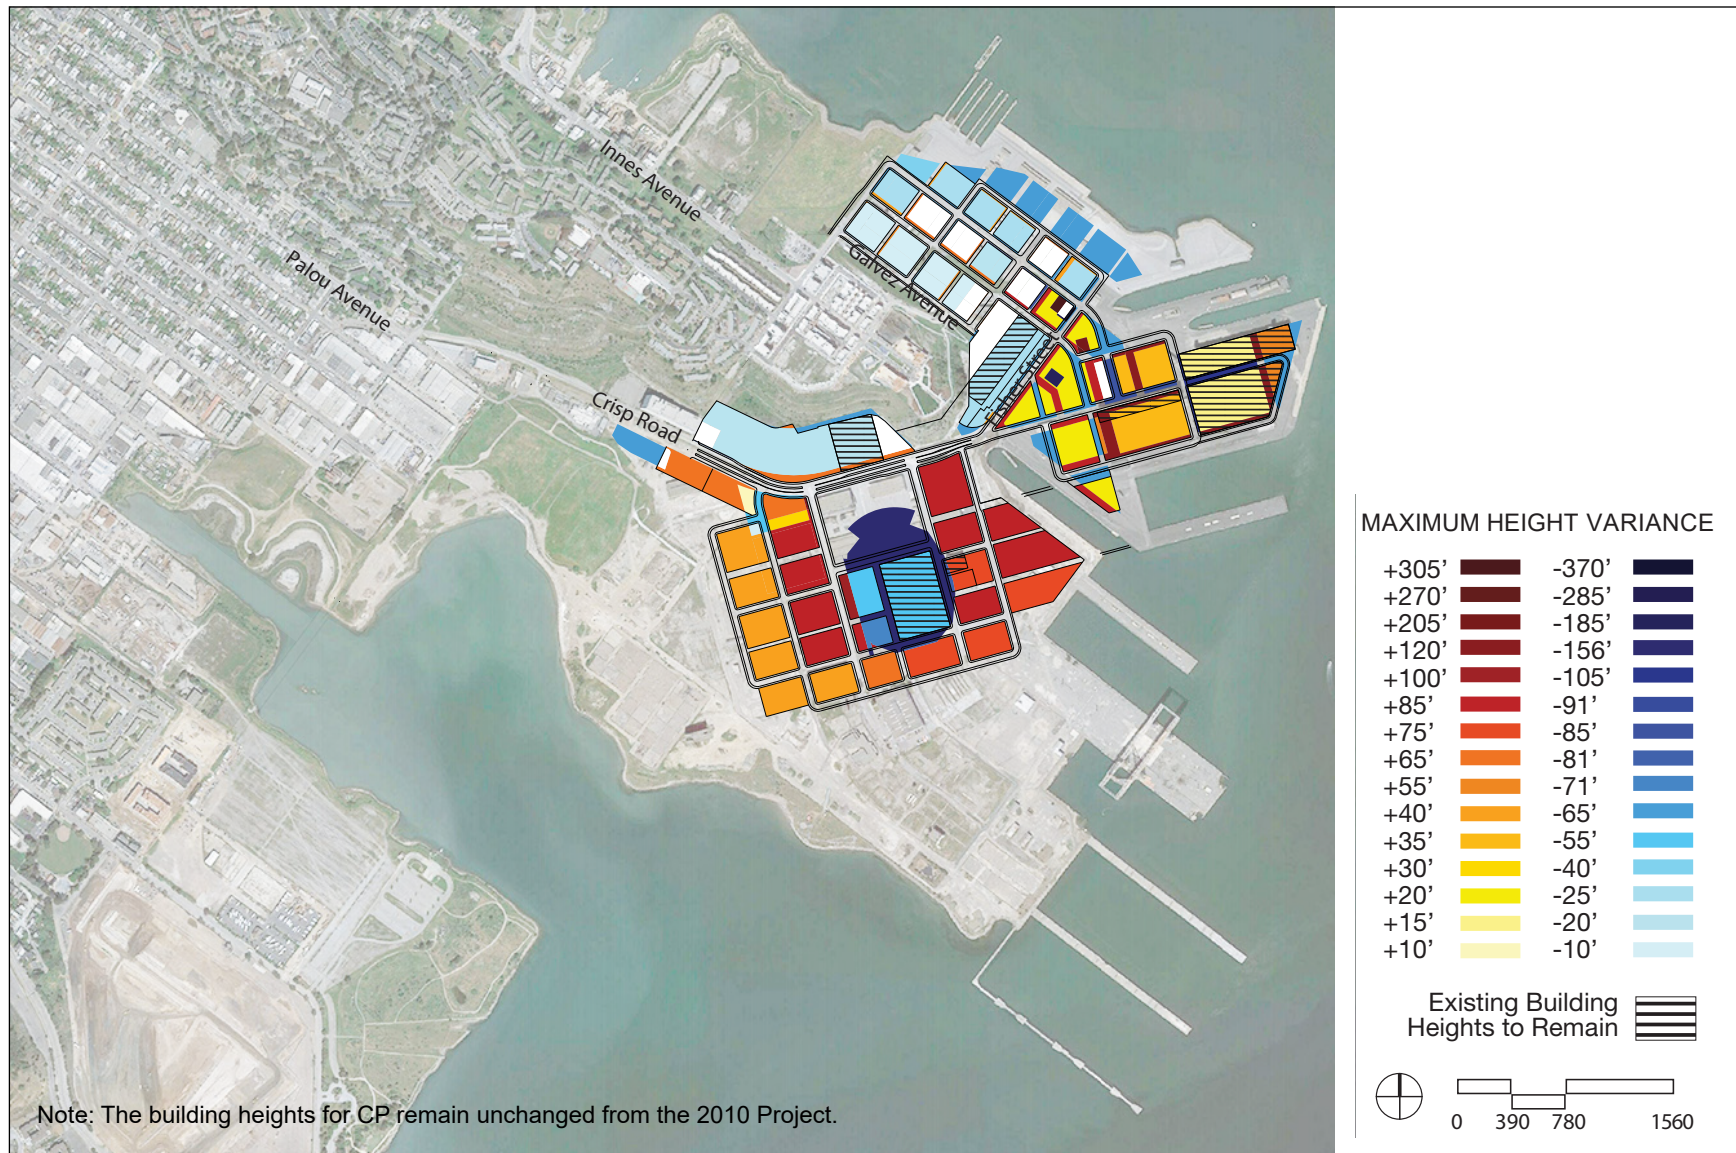 Innes Avenue
Palou Avenue
Galvez Avenue
Fisher Street
Crisp Road
MAXIMUM HEIGHT VARIANCE
+305’ -370’
+270’ -285’
+205’ -185’
+120’ -156’
+100’ -105’
+85’ -91’
+75’ -85’
+65’ -81’
+55’ -71’
+40’ -65’
+35’ -55’
+30’ -40’
+20’ -25’
+15’ -20’
+10’ -10’
Existing Building
Heights to Remain
0 390 780 1560
Note: The building heights for CP remain unchanged from the 2010 Project.